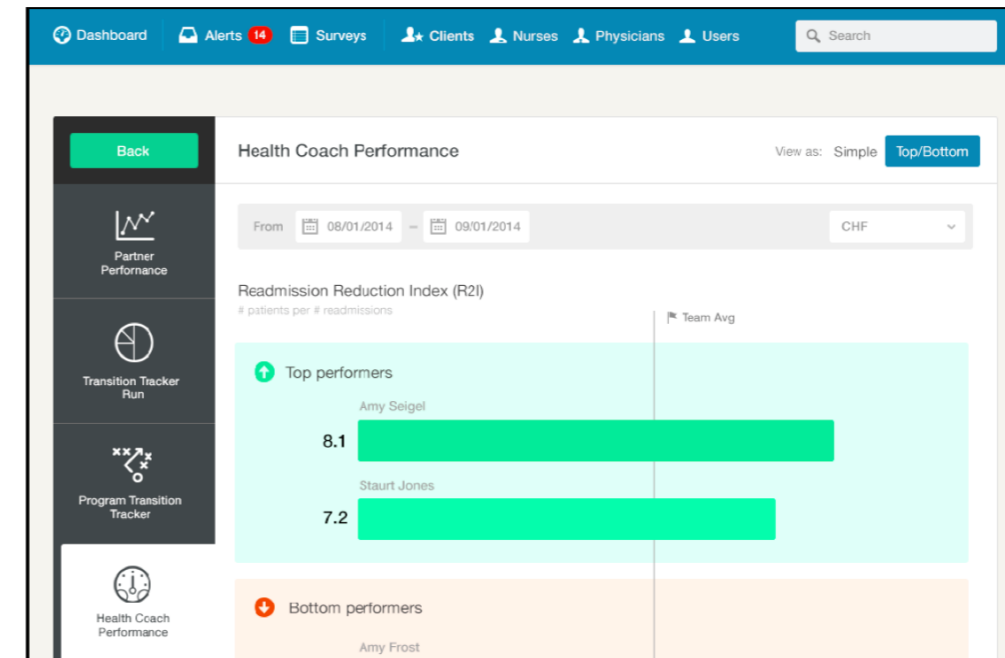 Dashboard Alerts 14 Surveys Clients Nurses Physicians Users Search
Back
Health Coach Performance
View as: Simple Top/Bottom
Partner
Perfornance
Transition Tracker
Run
Program Transition
Tracker
Health Coach
Performance
From 08/01/2014 – 09/01/2014
CHF
Readmission Reduction Index (R2I)
# patients per # readmissions
Team Avg
Top performers
Amy Seigel
8.1
Staurt Jones
7.2
Bottom performers
Amy Frost